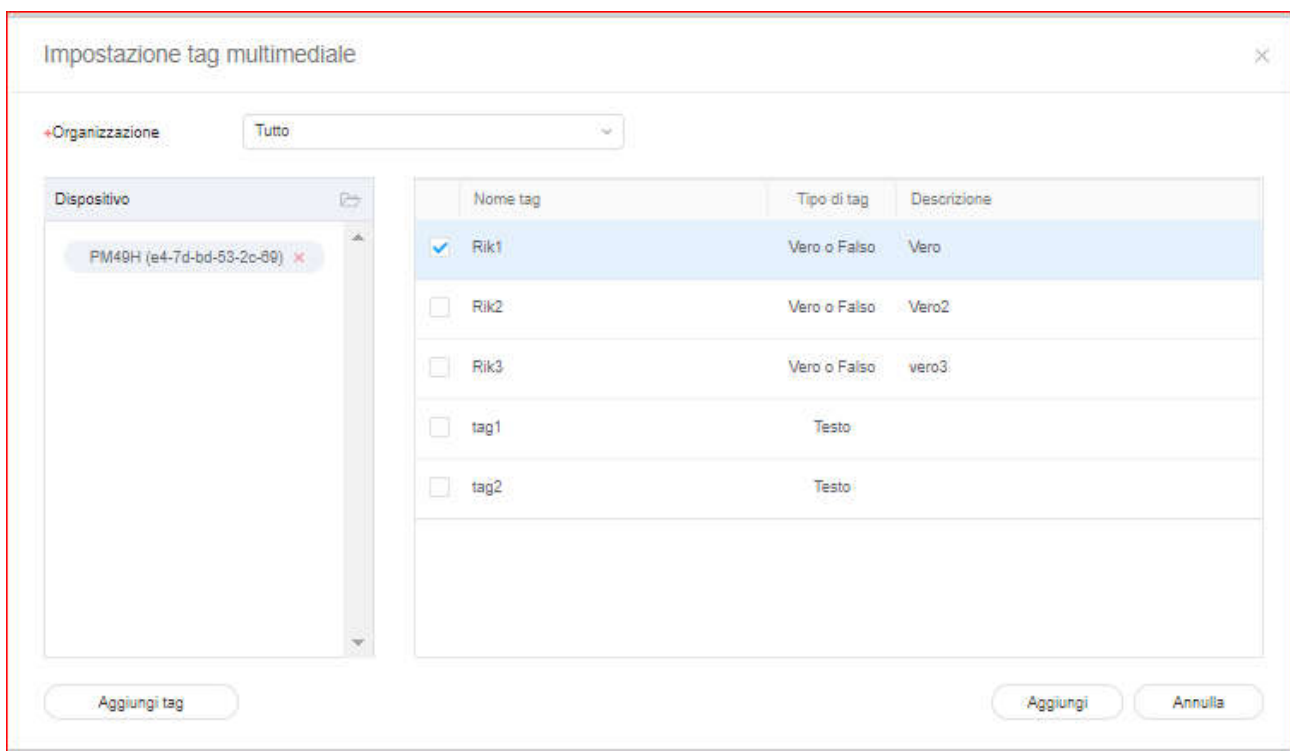 Impostazione tag multimediale
+Organizzazione Tutto
Dispositivo
PM49H (e4-7d-bd-53-2c-69)
Nome tag Tipo di tag Descrizione
Rik1 Vero o Falso Vero
Rik2 Vero o Falso Vero2
Rik3 Vero o Falso vero3
tag1 Testo
tag2 Testo
Aggiungi tag Aggiungi Annulla